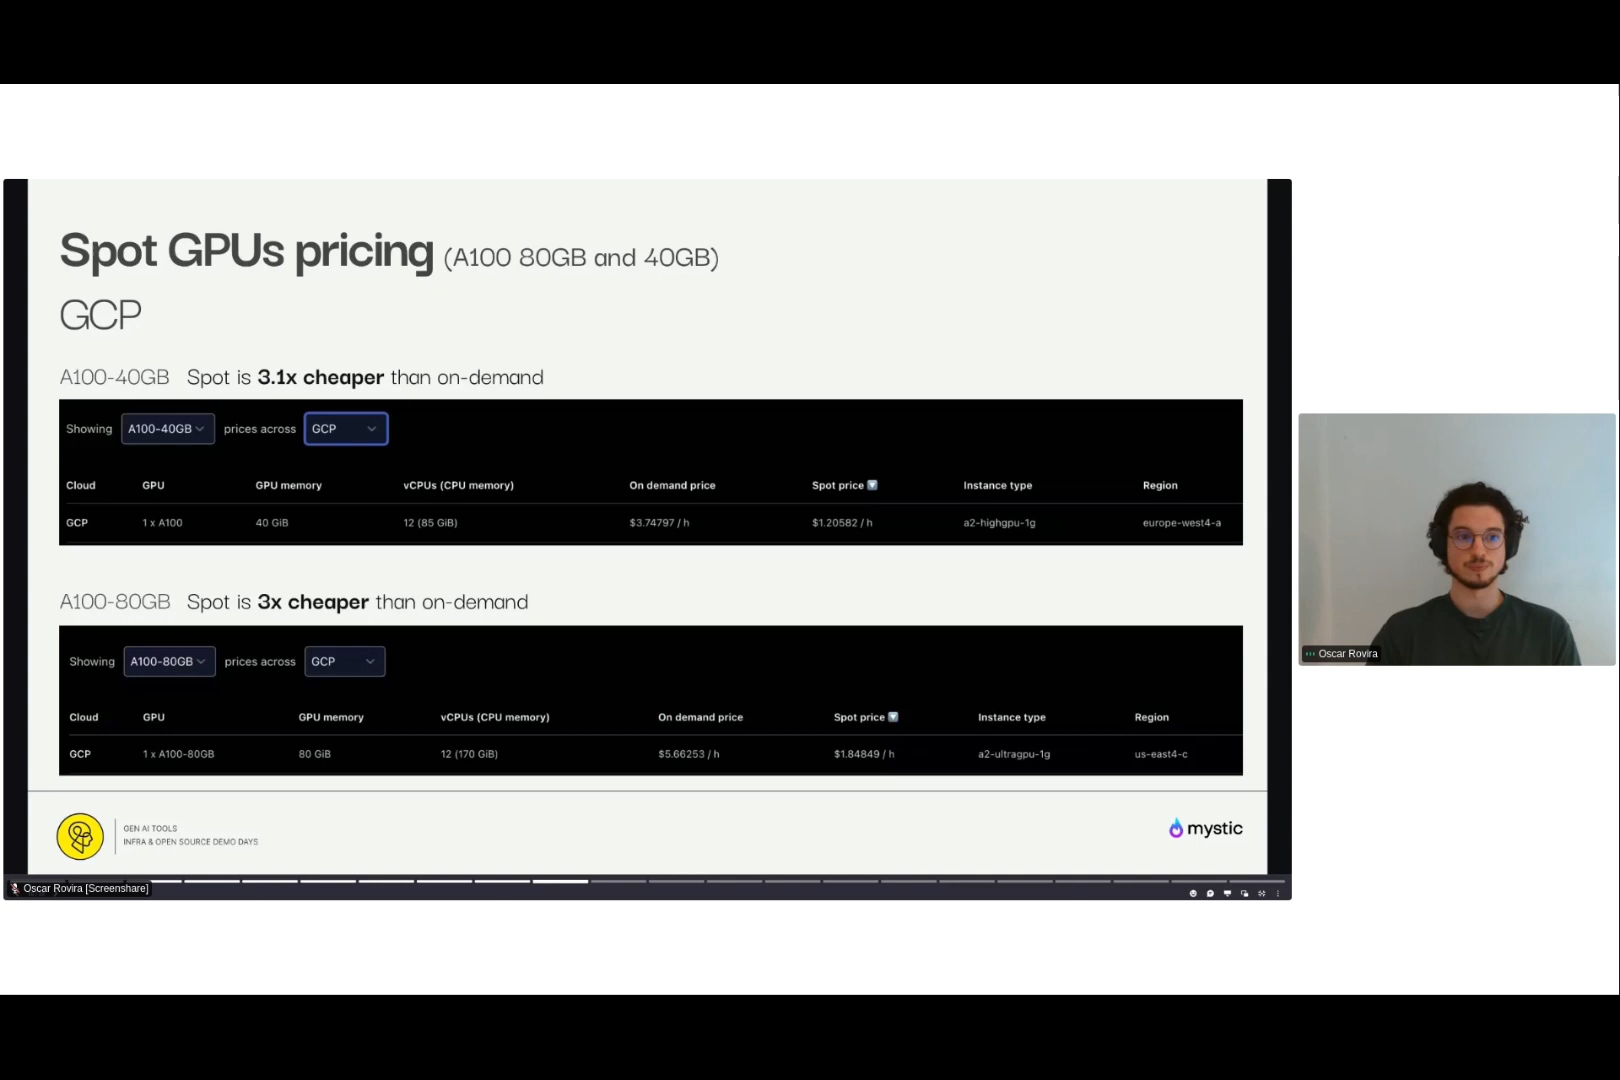 Spot GPUs pricing (A100 80GB and 40GB)
GCP
A100-40GB Spot is 3.1x cheaper than on-demand
Showing A100-40GB prices across GCP
Cloud GPU GPU memory vCPUs (CPU memory) On demand price Spot price Instance type Region
GCP 1 x A100 40 GiB 12 (85 GiB) $3.74797 / h $1.20582 / h a2-highgpu-1g europe-west4-a
A100-80GB Spot is 3x cheaper than on-demand
Showing A100-80GB prices across GCP
Cloud GPU GPU memory vCPUs (CPU memory) On demand price Spot price Instance type Region
GCP 1 x A100-80GB 80 GiB 12 (170 GiB) $5.66253 / h $1.84849 / h a2-ultragpu-1g us-east4-c
GEN AI TOOLS
INFRA & OPEN SOURCE DEMO DAYS
mystic
Oscar Rovira [Screenshare]
Oscar Rovira